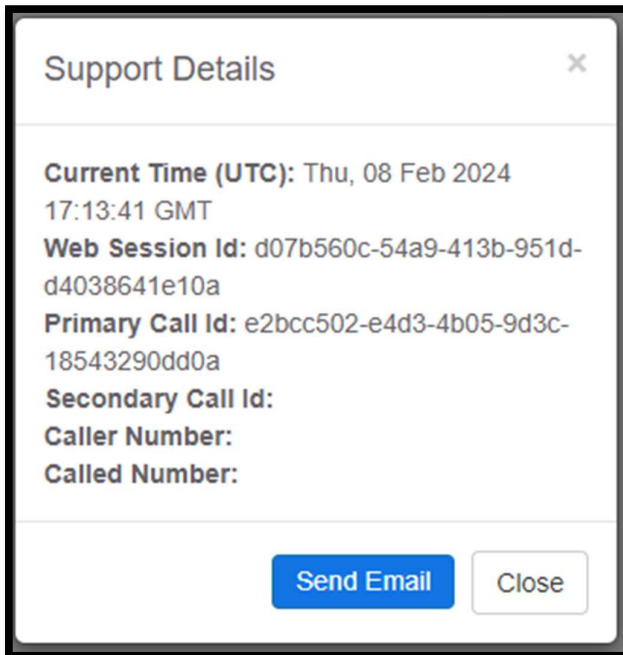 Support Details ×
Current Time (UTC): Thu, 08 Feb 2024
17:13:41 GMT
Web Session Id: d07b560c-54a9-413b-951d-
d4038641e10a
Primary Call Id: e2bcc502-e4d3-4b05-9d3c-
18543290dd0a
Secondary Call Id:
Caller Number:
Called Number:
Send Email Close